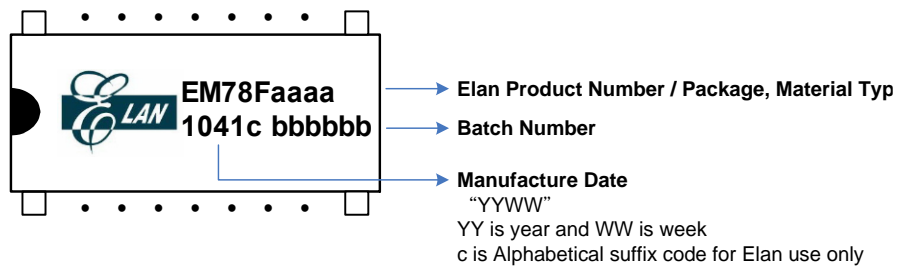 ELAN
EM78Faaaa
1041c bbbbbb
Elan Product Number / Package, Material Typ
Batch Number
Manufacture Date
“YYWW”
YY is year and WW is week
c is Alphabetical suffix code for Elan use only